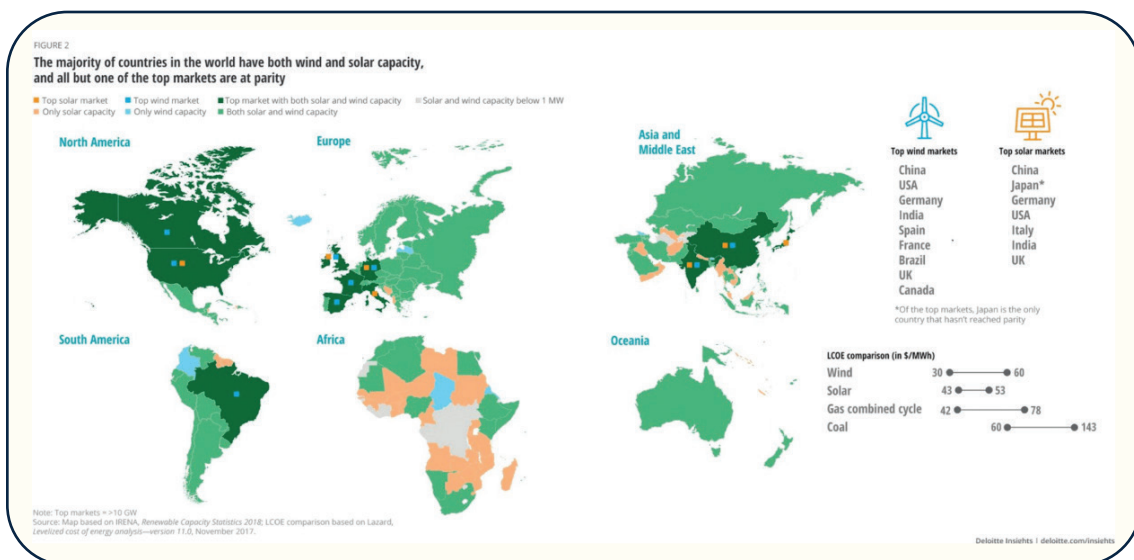 FIGURE 2
The majority of countries in the world have both wind and solar capacity,
and all but one of the top markets are at parity
Top solar market Top wind market Top market with both solar and wind capacity Solar and wind capacity below 1 MW
Only solar capacity Only wind capacity Both solar and wind capacity
North America
Europe
Asia and
Middle East
South America
Africa
Oceania
Top wind markets
China
USA
Germany
India
Spain
France
Brazil
UK
Canada
Top solar markets
China
Japan*
Germany
USA
Italy
India
UK
*Of the top markets, Japan is the only
country that hasn't reached parity
LCOE comparison (in $/MWh)
Wind 30 60
Solar 43 53
Gas combined cycle 42 78
Coal 60 143
Note: Top markets = >10 GW
Source: Map based on IRENA, Renewable Capacity Statistics 2018; LCOE comparison based on Lazard,
Levelized cost of energy analysis—version 11.0, November 2017.
Deloitte Insights | deloitte.com/insights